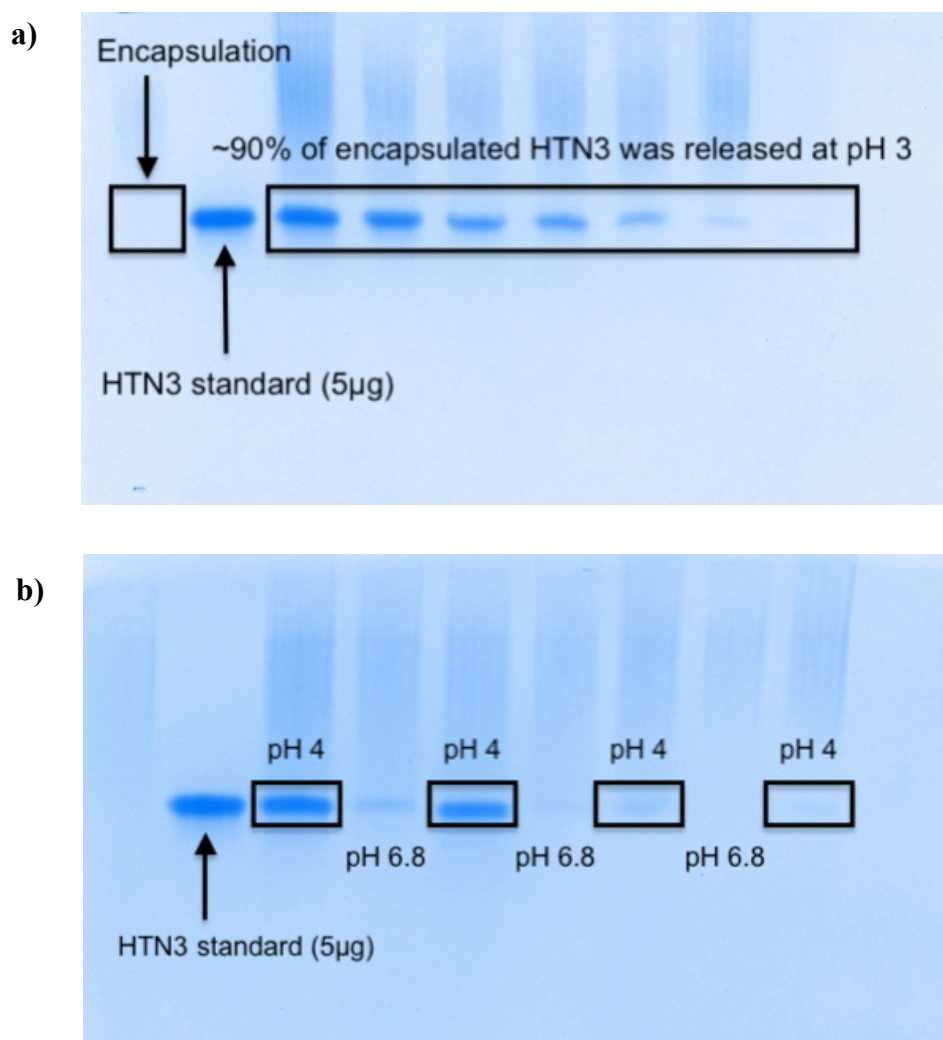 a)
Encapsulation
~90% of encapsulated HTN3 was released at pH 3
HTN3 standard (5µg)
b)
pH 4 pH 4 pH 4 pH 4
pH 6.8 pH 6.8 pH 6.8
HTN3 standard (5µg)